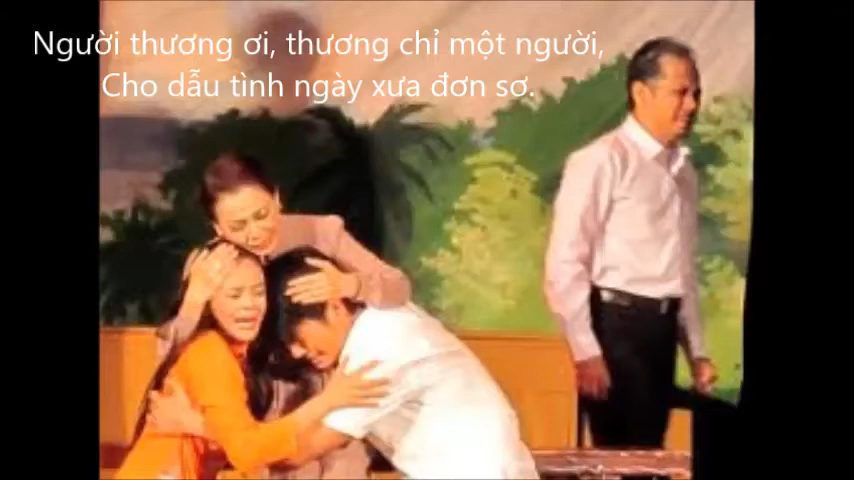 Người thương ơi, thương chỉ một người,
Cho dẫu tình ngày xưa đơn sơ.